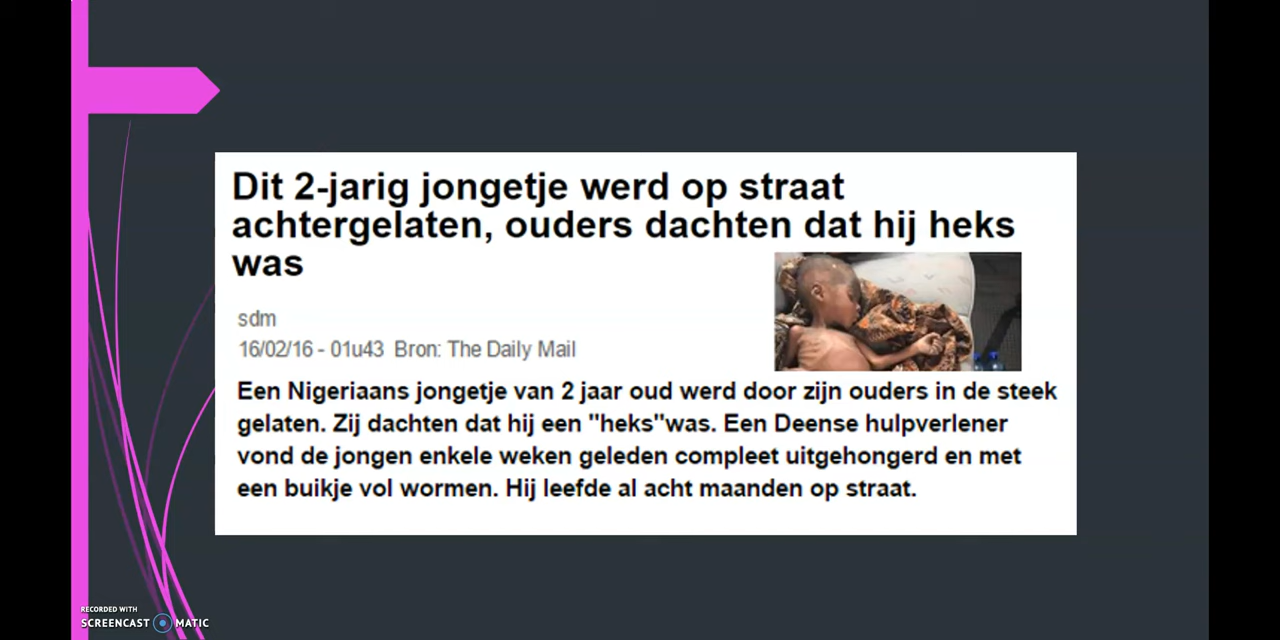 Dit 2-jarig jongetje werd op straat
achtergelaten, ouders dachten dat hij heks
was
sdm
16/02/16 - 01u43 Bron: The Daily Mail
Een Nigeriaans jongetje van 2 jaar oud werd door zijn ouders in de steek
gelaten. Zij dachten dat hij een "heks"was. Een Deense hulpverlener
vond de jongen enkele weken geleden compleet uitgehongerd en met
een buikje vol wormen. Hij leefde al acht maanden op straat.
RECORDED WITH
SCREENCAST MATIC